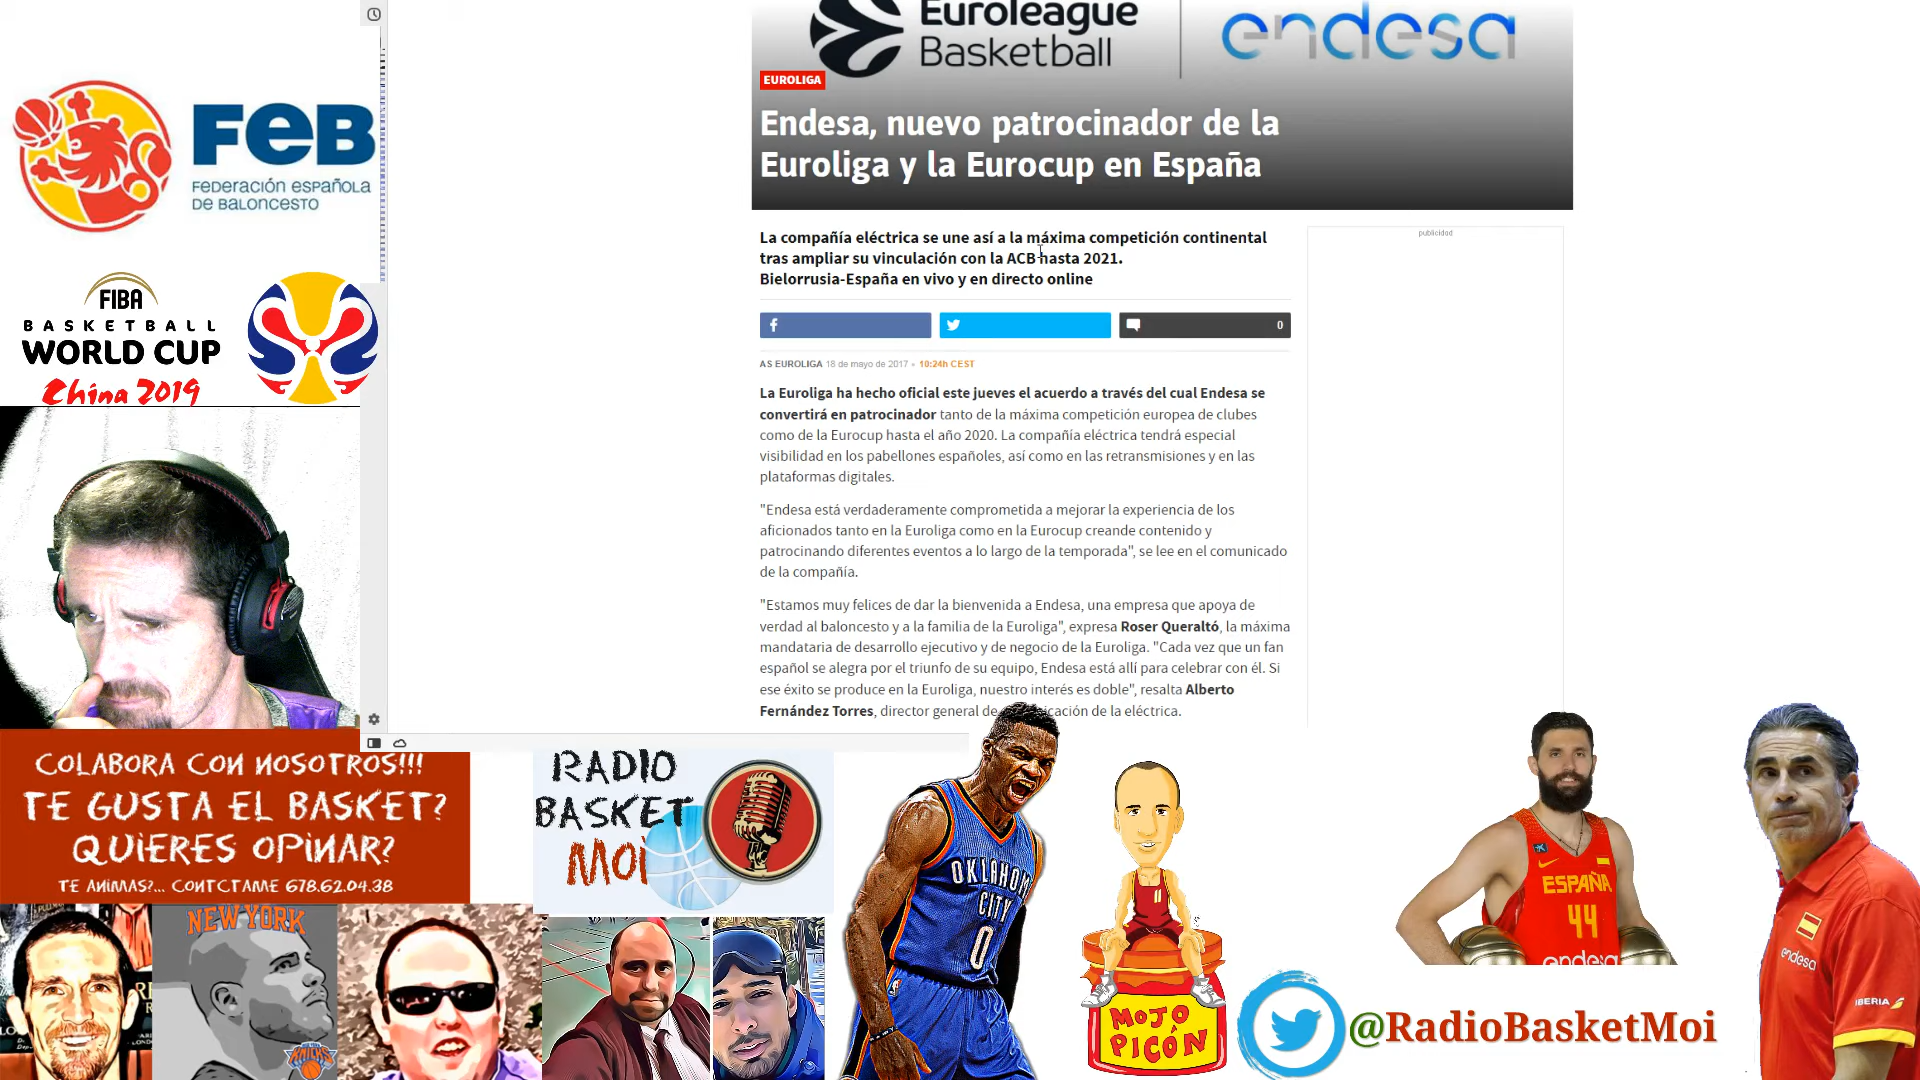 Euroleague
Basketball
endesa
EUROLIGA
Endesa, nuevo patrocinador de la
Euroliga y la Eurocup en España
La compañía eléctrica se une así a la máxima competición continental
tras ampliar su vinculación con la ACB hasta 2021.
Bielorrusia-España en vivo y en directo online
0
AS EUROLIGA 18 de mayo de 2017 - 10:24h CEST
La Euroliga ha hecho oficial este jueves el acuerdo a través del cual Endesa se
convertirá en patrocinador tanto de la máxima competición europea de clubes
como de la Eurocup hasta el año 2020. La compañía eléctrica tendrá especial
visibilidad en los pabellones españoles, así como en las retransmisiones y en las
plataformas digitales.
"Endesa está verdaderamente comprometida a mejorar la experiencia de los
aficionados tanto en la Euroliga como en la Eurocup creande contenido y
patrocinando diferentes eventos a lo largo de la temporada", se lee en el comunicado
de la compañía.
"Estamos muy felices de dar la bienvenida a Endesa, una empresa que apoya de
verdad al baloncesto y a la familia de la Euroliga", expresa Roser Queraltó, la máxima
mandataria de desarrollo ejecutivo y de negocio de la Euroliga. "Cada vez que un fan
español se alegra por el triunfo de su equipo, Endesa está allí para celebrar con él. Si
ese éxito se produce en la Euroliga, nuestro interés es doble", resalta Alberto
Fernández Torres, director general de icación de la eléctrica.
publicidad
FEB
FEDERACIÓN ESPAÑOLA
DE BALONCESTO
FIBA
BASKETBALL
WORLD CUP
China 2019
COLABORA CON NOSOTROS!!!
TE GUSTA EL BASKET?
QUIERES OPINAR?
TE ANIMAS?... CONTCTAME 678.62.04.38
RADIO
BASKET
MOI
NEW YORK
KNICKS
OKLAHOM
CITY
0
11
MOJO
PICÓN
ESPAÑA
44
endesa
endesa
IBERIA
@RadioBasketMoi